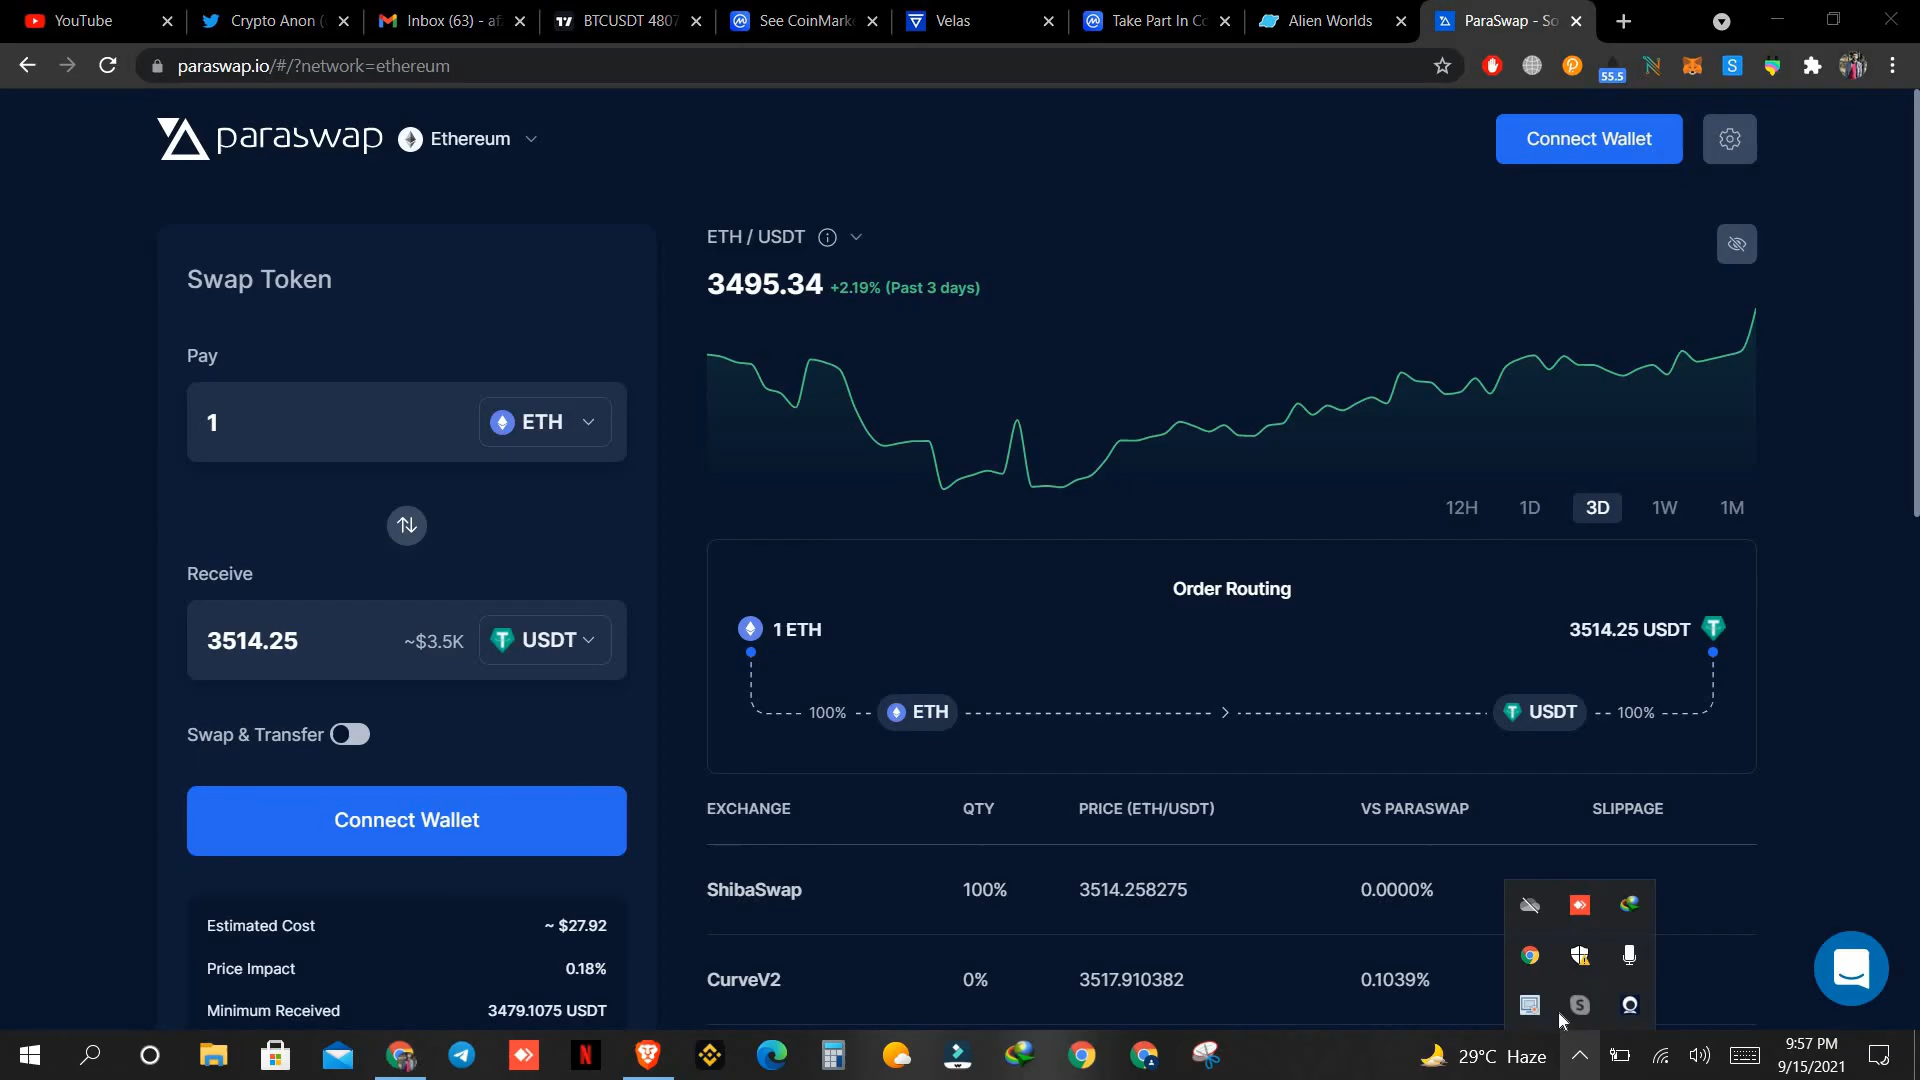 YouTube
Crypto Anon (
Inbox (63) - af
BTCUSDT 4807
See CoinMark
Velas
Take Part In Co
Alien Worlds
ParaSwap - So
paraswap.io/#/?network=ethereum
55.5
paraswap
Ethereum
Connect Wallet
Swap Token
Pay
1
ETH
Receive
3514.25
~$3.5K
USDT
Swap & Transfer
Connect Wallet
Estimated Cost
~ $27.92
Price Impact
0.18%
Minimum Received
3479.1075 USDT
ETH / USDT
3495.34 +2.19% (Past 3 days)
12H 1D 3D 1W 1M
Order Routing
1 ETH
3514.25 USDT
100% ETH
USDT 100%
EXCHANGE QTY PRICE (ETH/USDT) VS PARASWAP SLIPPAGE
ShibaSwap 100% 3514.258275 0.0000%
CurveV2 0% 3517.910382 0.1039%
29°C Haze
9:57 PM
9/15/2021